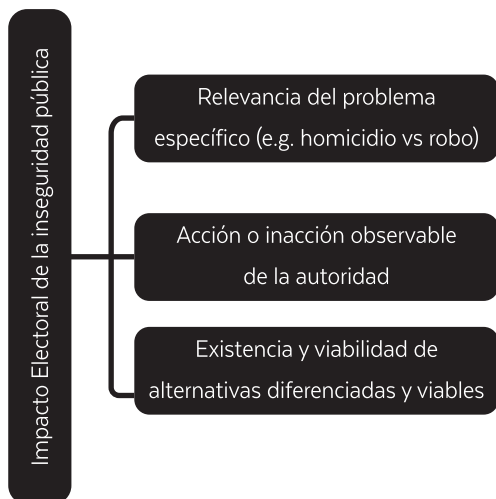 Impacto Electoral de la inseguridad pública
Relevancia del problema
específico (e.g. homicidio vs robo)
Acción o inacción observable
de la autoridad
Existencia y viabilidad de
alternativas diferenciadas y viables